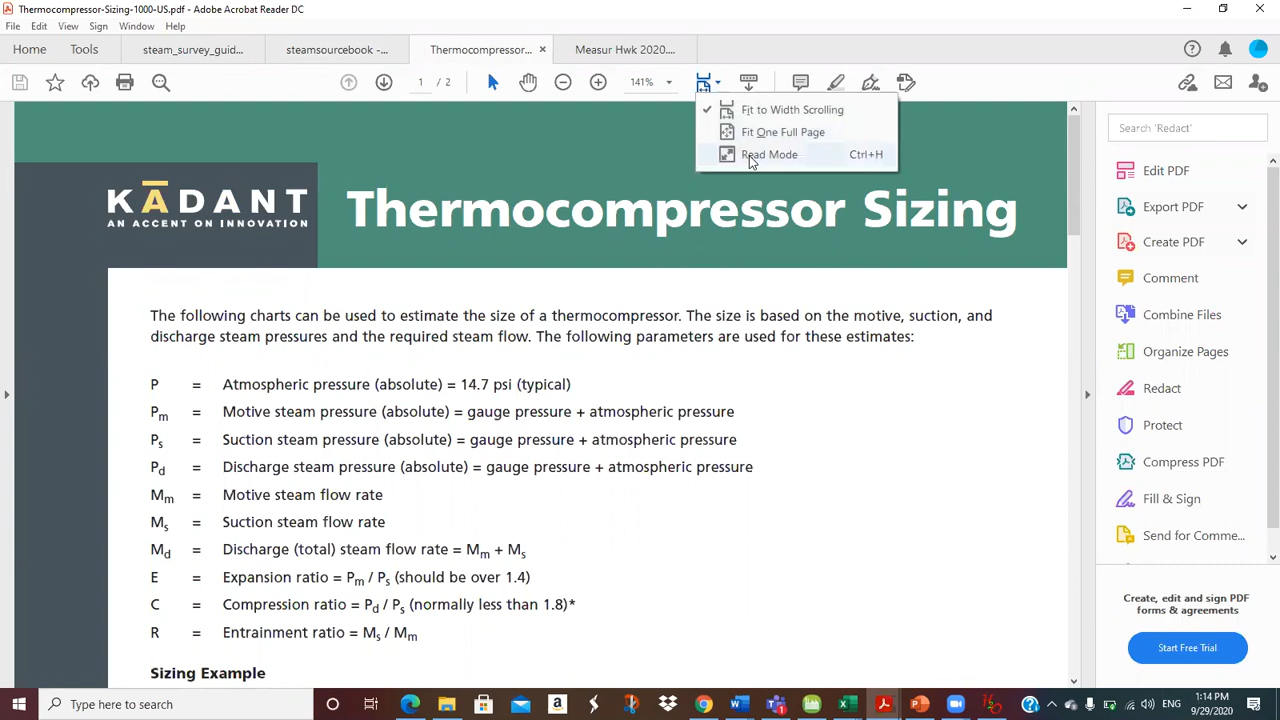 Thermocompressor-Sizing-1000-US.pdf - Adobe Acrobat Reader DC
File Edit View Sign Window Help
Home Tools steam_survey_guid... steamsourcebook -... Thermocompressor... × Measur Hwk 2020....
1 / 2 141%
Fit to Width Scrolling
Fit One Full Page
Read Mode Ctrl+H
Search 'Redact'
Edit PDF
Export PDF
Create PDF
Comment
Combine Files
Organize Pages
Redact
Protect
Compress PDF
Fill & Sign
Send for Comme...
Create, edit and sign PDF
forms & agreements
Start Free Trial
KĀDANT
AN ACCENT ON INNOVATION
Thermocompressor Sizing
The following charts can be used to estimate the size of a thermocompressor. The size is based on the motive, suction, and
discharge steam pressures and the required steam flow. The following parameters are used for these estimates:
P = Atmospheric pressure (absolute) = 14.7 psi (typical)
Pm = Motive steam pressure (absolute) = gauge pressure + atmospheric pressure
Ps = Suction steam pressure (absolute) = gauge pressure + atmospheric pressure
Pd = Discharge steam pressure (absolute) = gauge pressure + atmospheric pressure
Mm = Motive steam flow rate
Ms = Suction steam flow rate
Md = Discharge (total) steam flow rate = Mm + Ms
E = Expansion ratio = Pm / Ps (should be over 1.4)
C = Compression ratio = Pd / Ps (normally less than 1.8)*
R = Entrainment ratio = Ms / Mm
Sizing Example
Type here to search
ENG
1:14 PM
9/29/2020